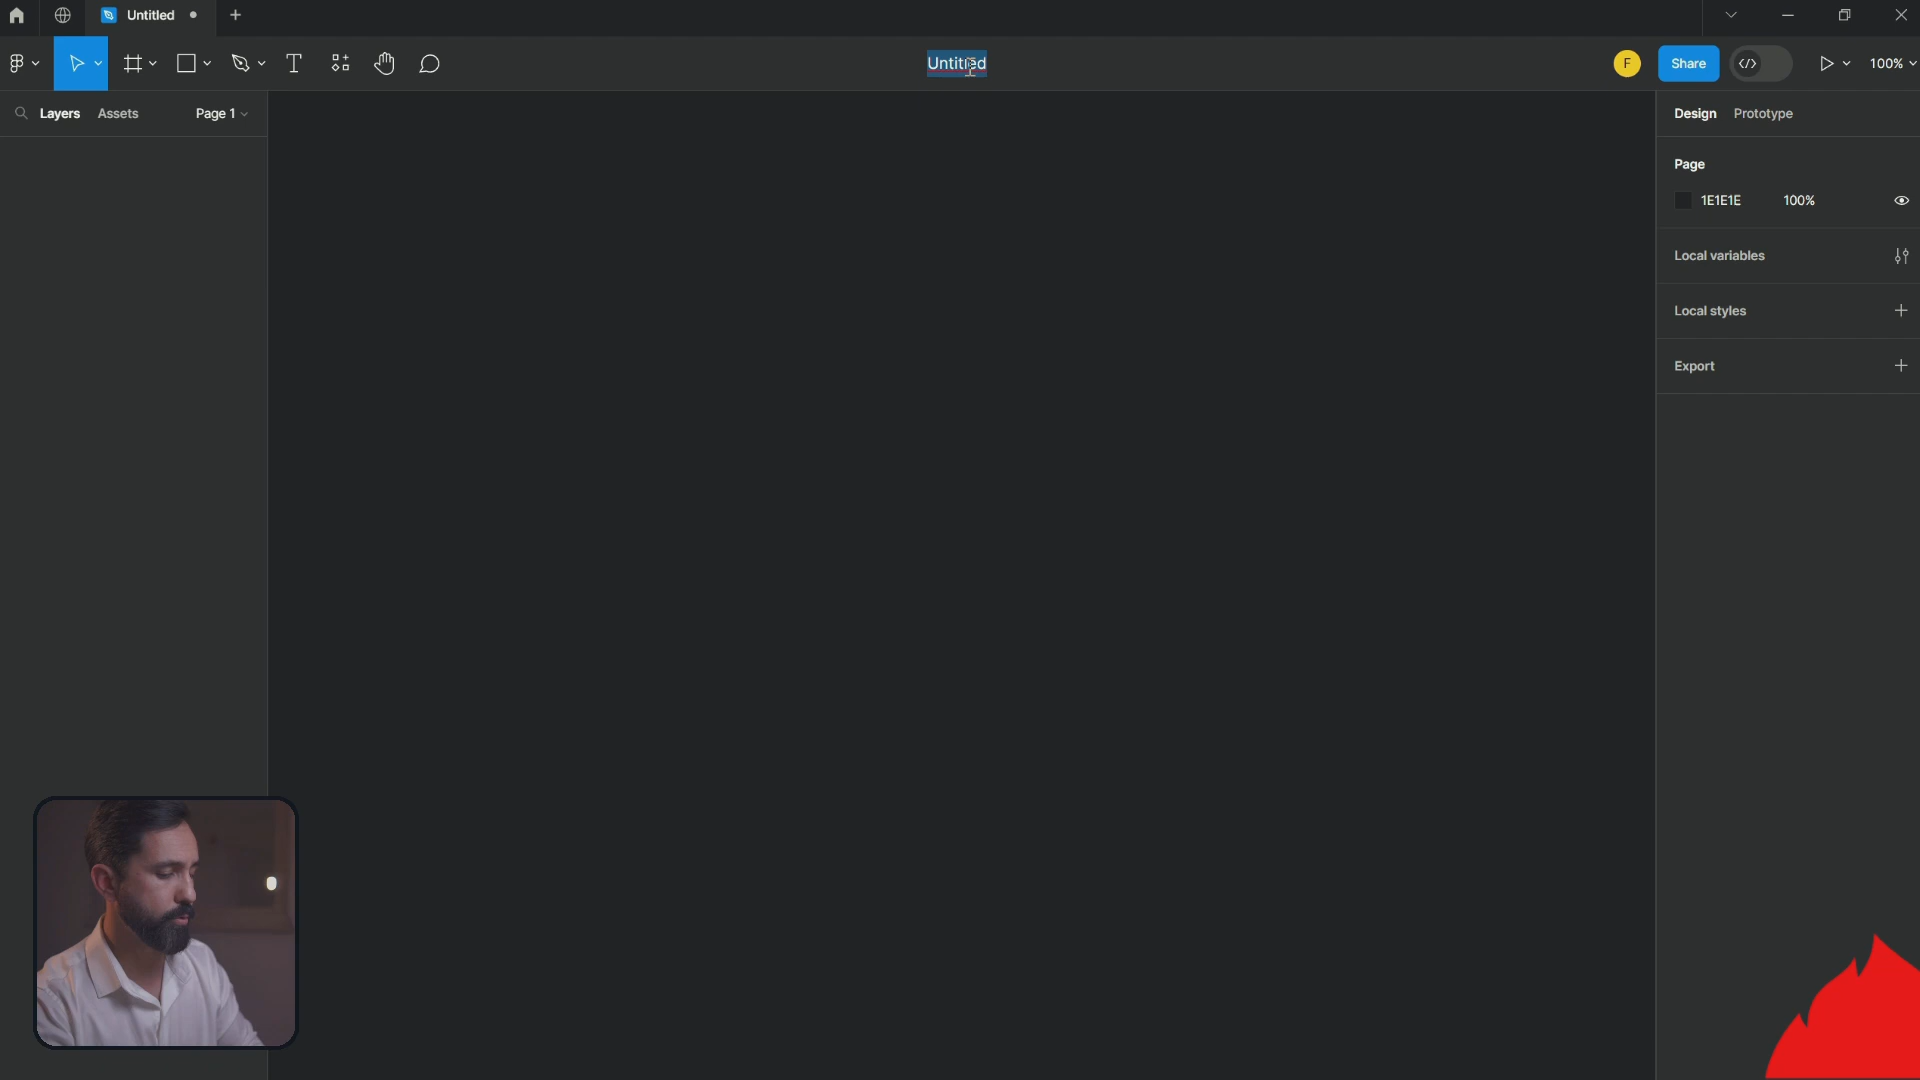 Untitled
Untitled
F
Share
100%
Layers
Assets
Page 1
Design
Prototype
Page
1E1E1E
100%
Local variables
Local styles
Export